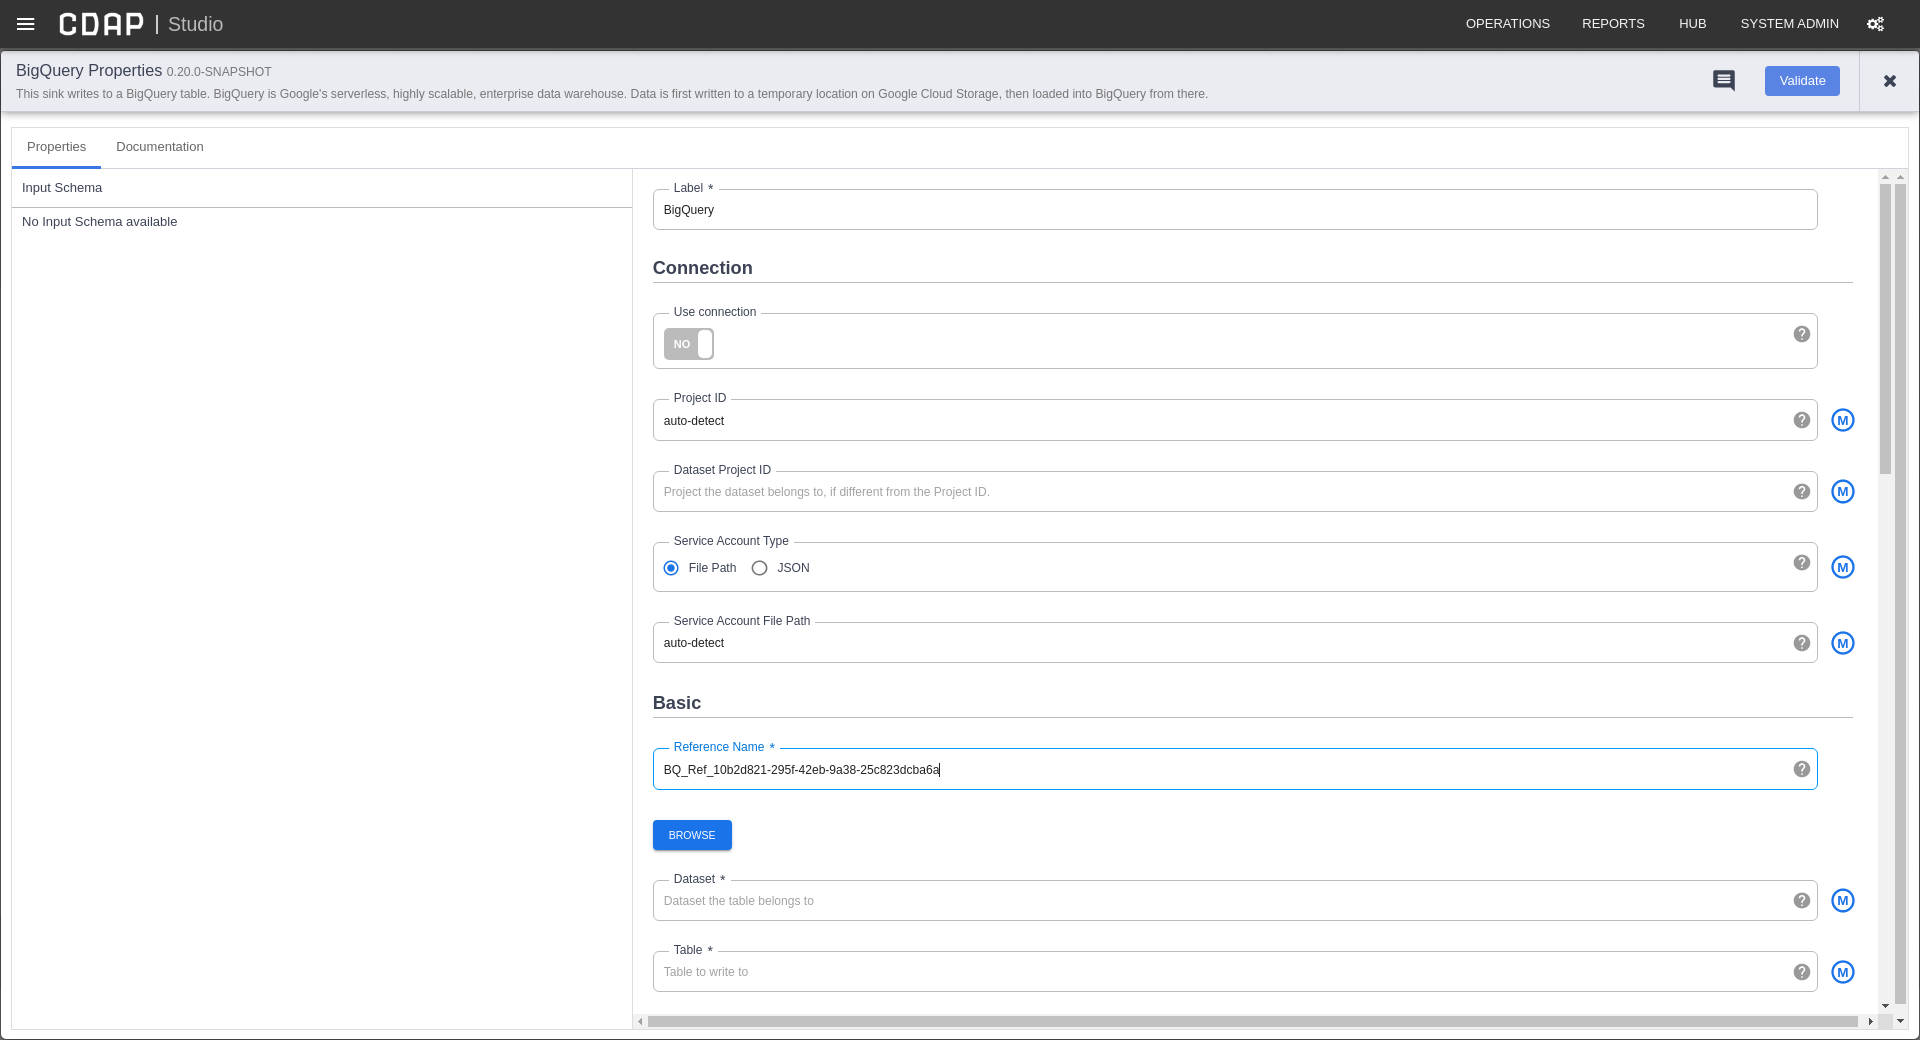 CDAP | Studio
OPERATIONS REPORTS HUB SYSTEM ADMIN
BigQuery Properties 0.20.0-SNAPSHOT
This sink writes to a BigQuery table. BigQuery is Google's serverless, highly scalable, enterprise data warehouse. Data is first written to a temporary location on Google Cloud Storage, then loaded into BigQuery from there.
Validate
Properties Documentation
Input Schema
No Input Schema available
Label *
BigQuery
Connection
Use connection
NO
Project ID
auto-detect
M
Dataset Project ID
Project the dataset belongs to, if different from the Project ID.
M
Service Account Type
File Path JSON
M
Service Account File Path
auto-detect
M
Basic
Reference Name *
BQ_Ref_10b2d821-295f-42eb-9a38-25c823dcba6a
BROWSE
Dataset *
Dataset the table belongs to
M
Table *
Table to write to
M